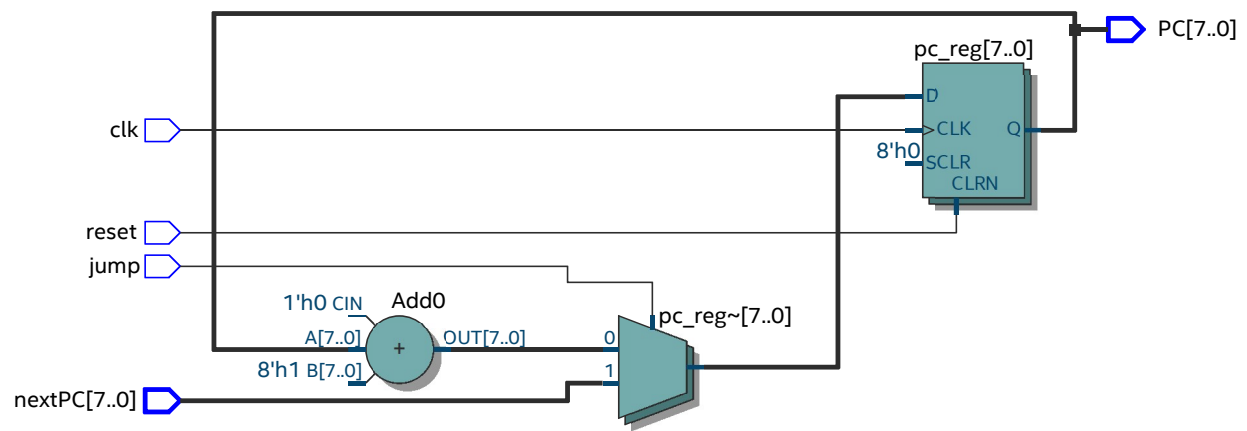 PC[7..0]
pc_reg[7..0]
D
clk
CLK
Q
8'h0
SCLR
CLRN
reset
jump
1'h0 CIN
Add0
pc_reg~[7..0]
A[7..0]
+
OUT[7..0]
0
8'h1 B[7..0]
1
nextPC[7..0]